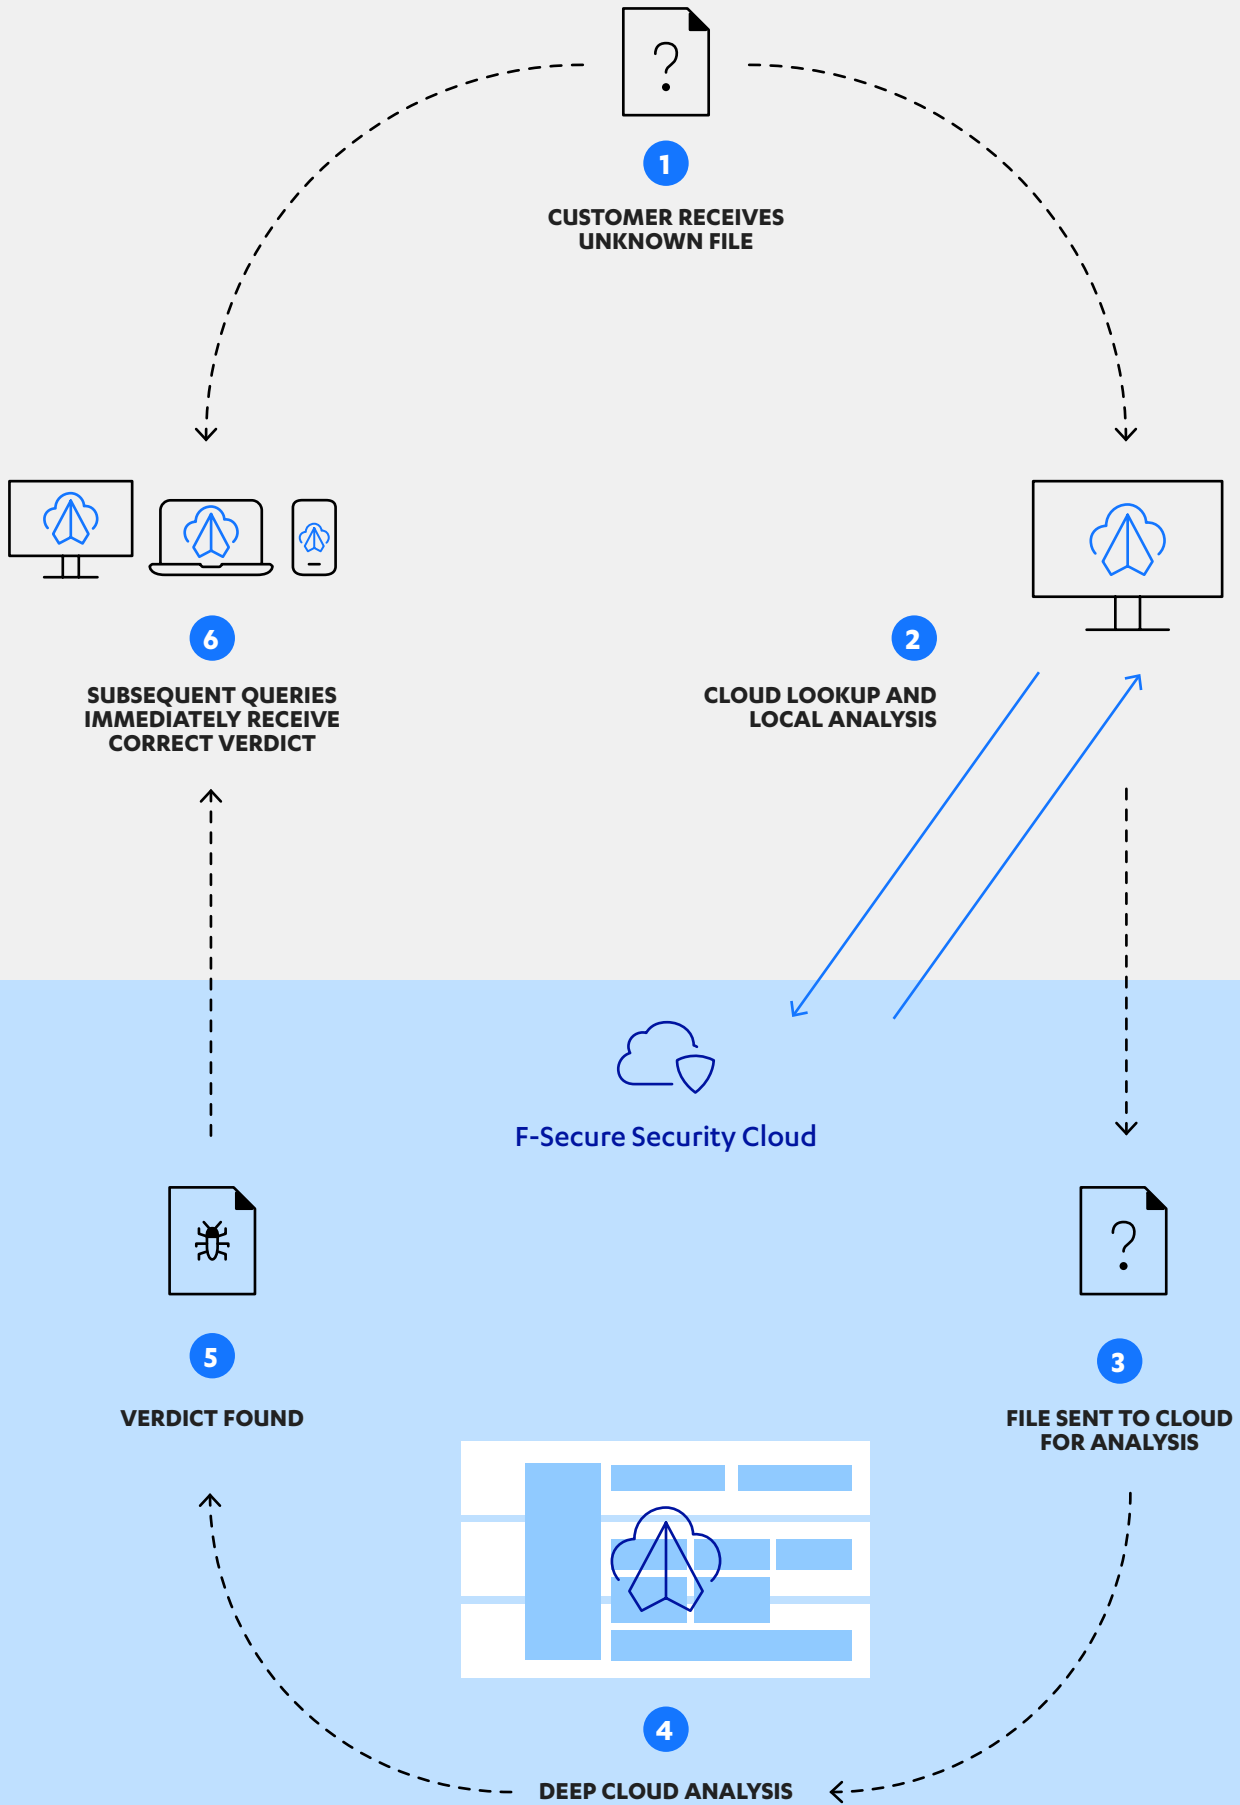 ?
1
CUSTOMER RECEIVES
UNKNOWN FILE
2
CLOUD LOOKUP AND
LOCAL ANALYSIS
F-Secure Security Cloud
?
3
FILE SENT TO CLOUD
FOR ANALYSIS
4
DEEP CLOUD ANALYSIS
5
VERDICT FOUND
6
SUBSEQUENT QUERIES
IMMEDIATELY RECEIVE
CORRECT VERDICT